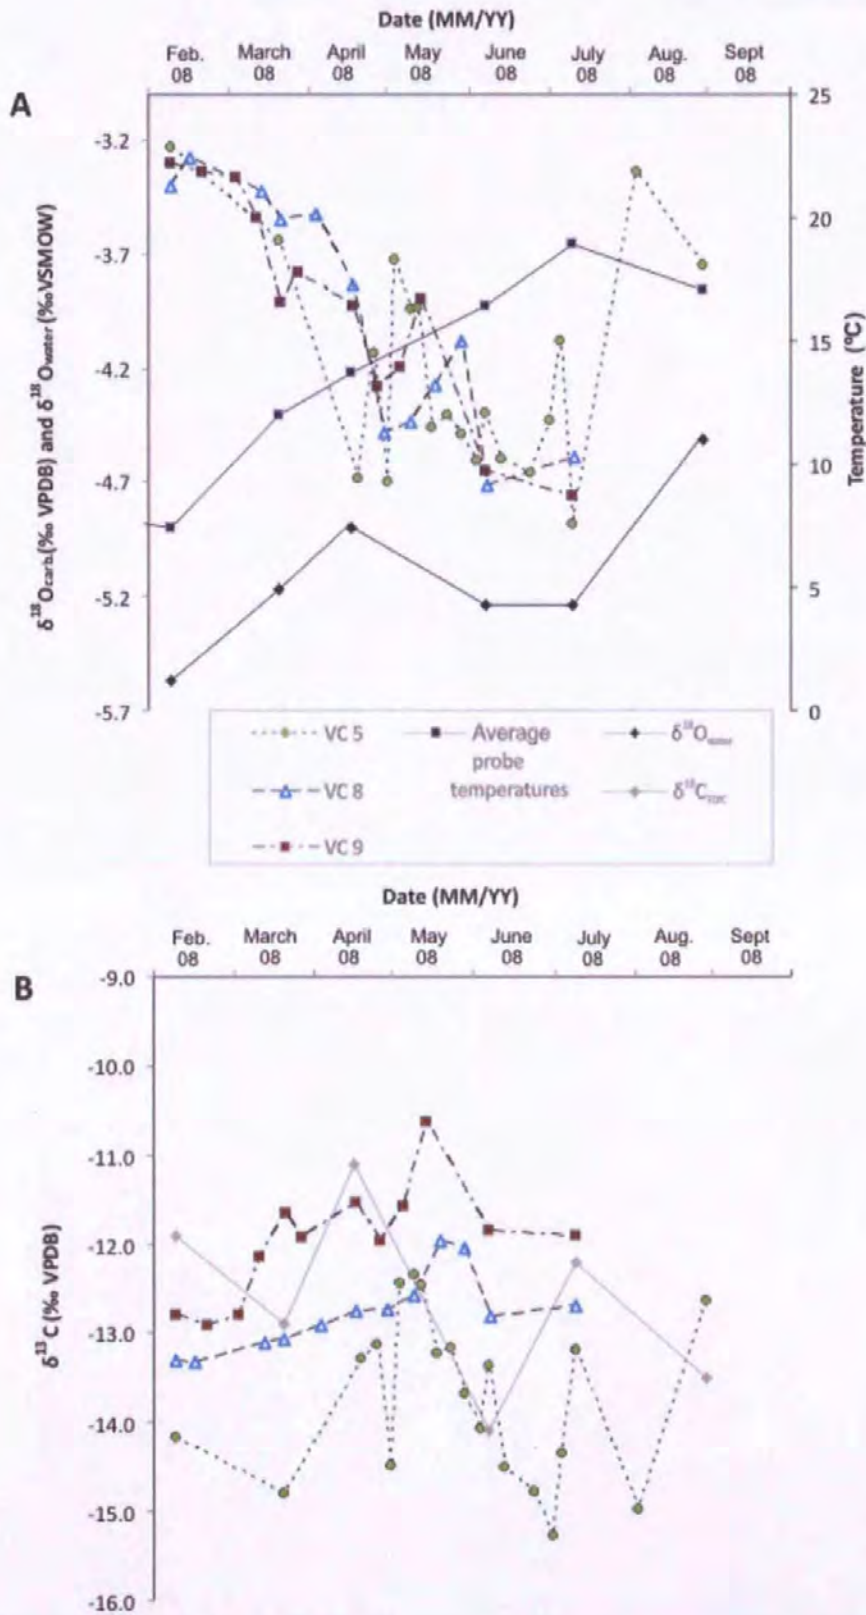 Date (MM/YY)
Feb. March April May June July Aug. Sept
08 08 08 08 08 08 08 08
A
25
-3.2
20
-3.7
15
-4.2
-4.7
10
-5.2
5
-5.7
0
δ¹⁸Ocarb.(‰ VPDB) and δ¹⁸Owater (‰VSMOW)
Temperature (ºC)
VC 5 Average δ¹⁸Owater
probe
VC 8 temperatures
VC 9
Date (MM/YY)
Feb. March April May June July Aug. Sept
08 08 08 08 08 08 08 08
B
-9.0
-10.0
-11.0
-12.0
-13.0
-14.0
-15.0
-16.0
δ¹³C (‰ VPDB)